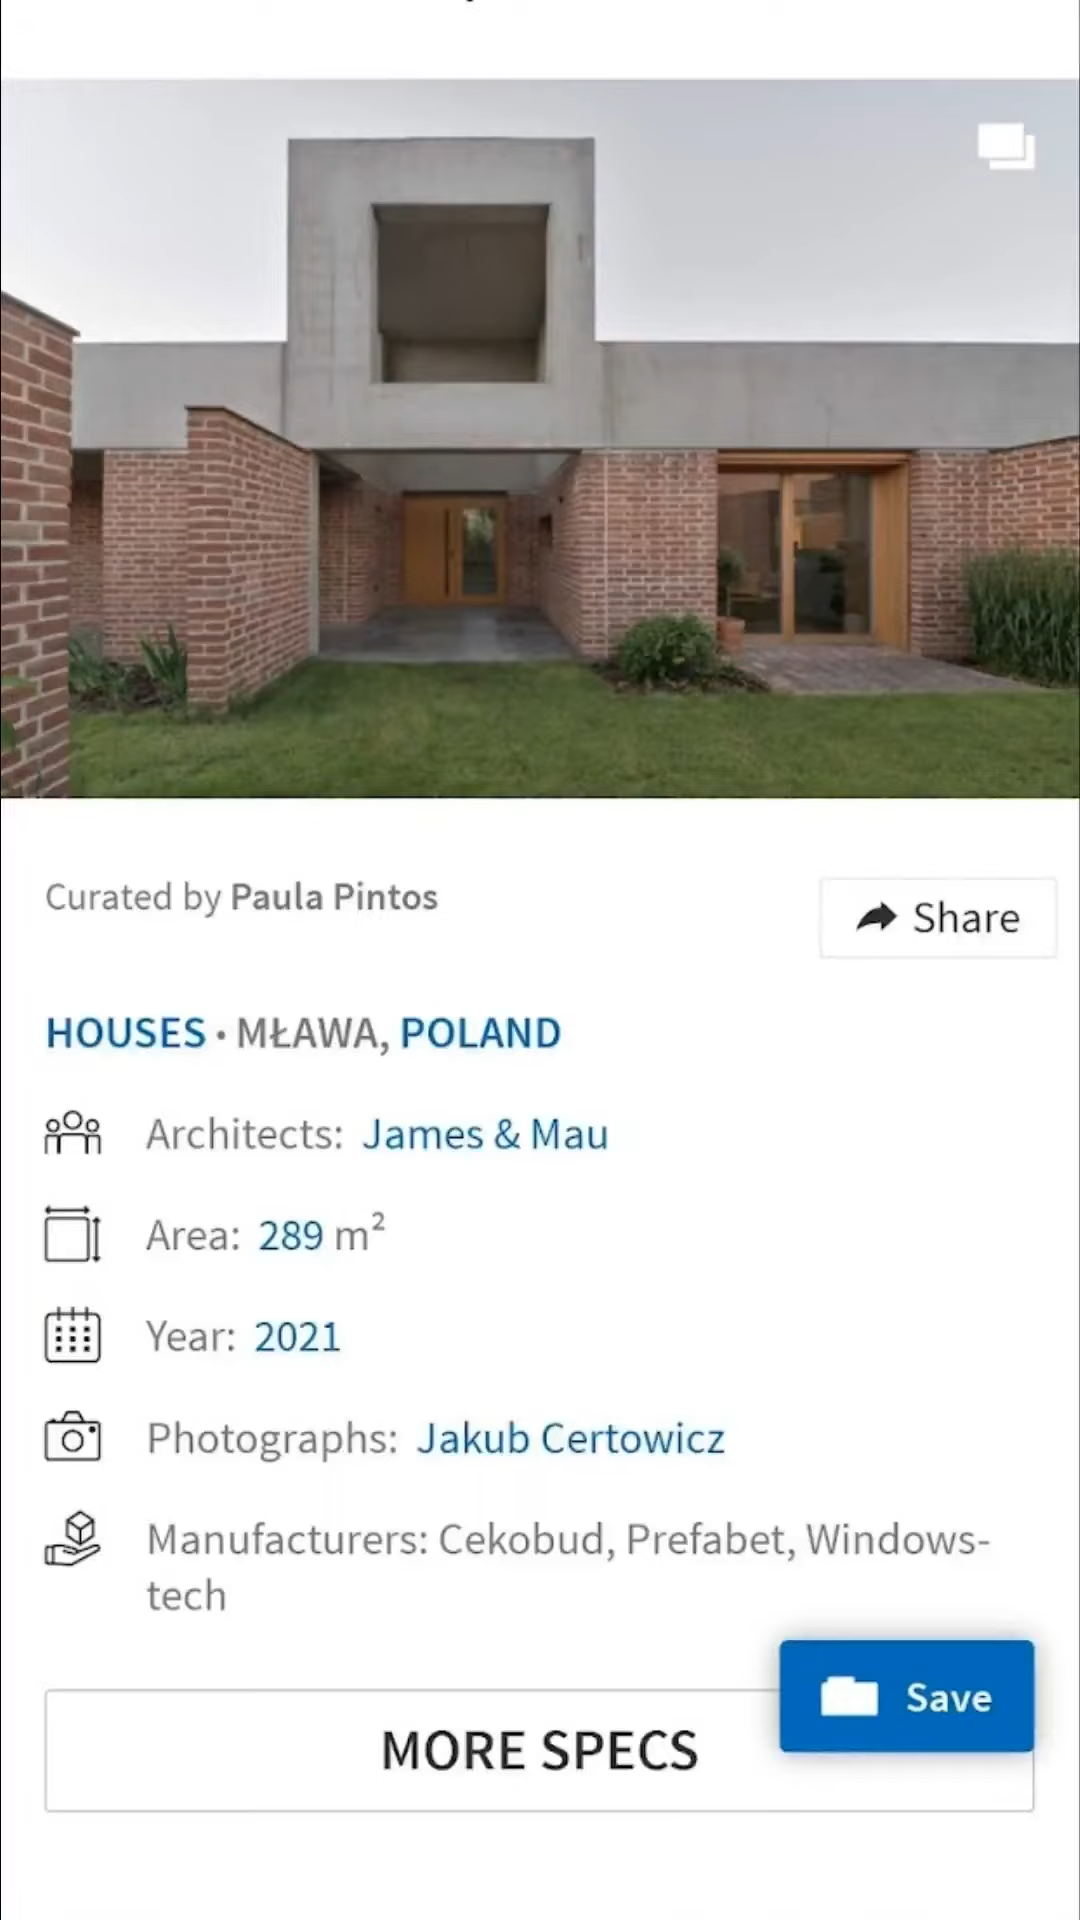 Curated by Paula Pintos
Share
HOUSES • MŁAWA, POLAND
Architects: James & Mau
Area: 289 m²
Year: 2021
Photographs: Jakub Certowicz
Manufacturers: Cekobud, Prefabet, Windows-
tech
Save
MORE SPECS